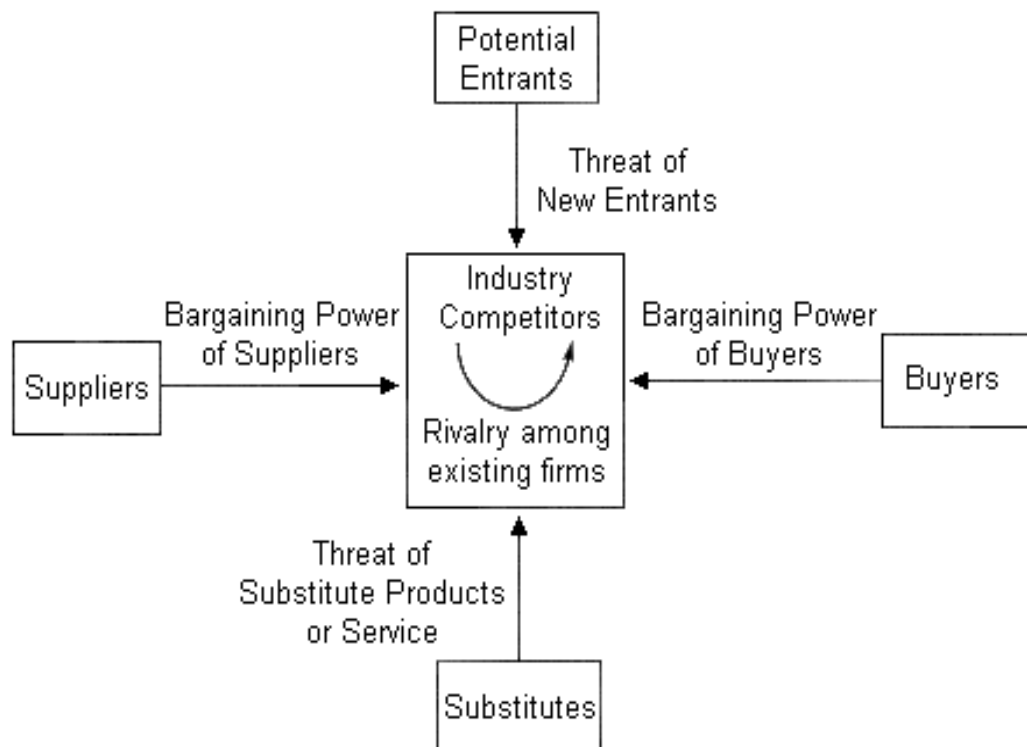 Potential
Entrants
Threat of
New Entrants
Industry
Competitors
Bargaining Power
of Suppliers
Bargaining Power
of Buyers
Suppliers
Buyers
Rivalry among
existing firms
Threat of
Substitute Products
or Service
Substitutes